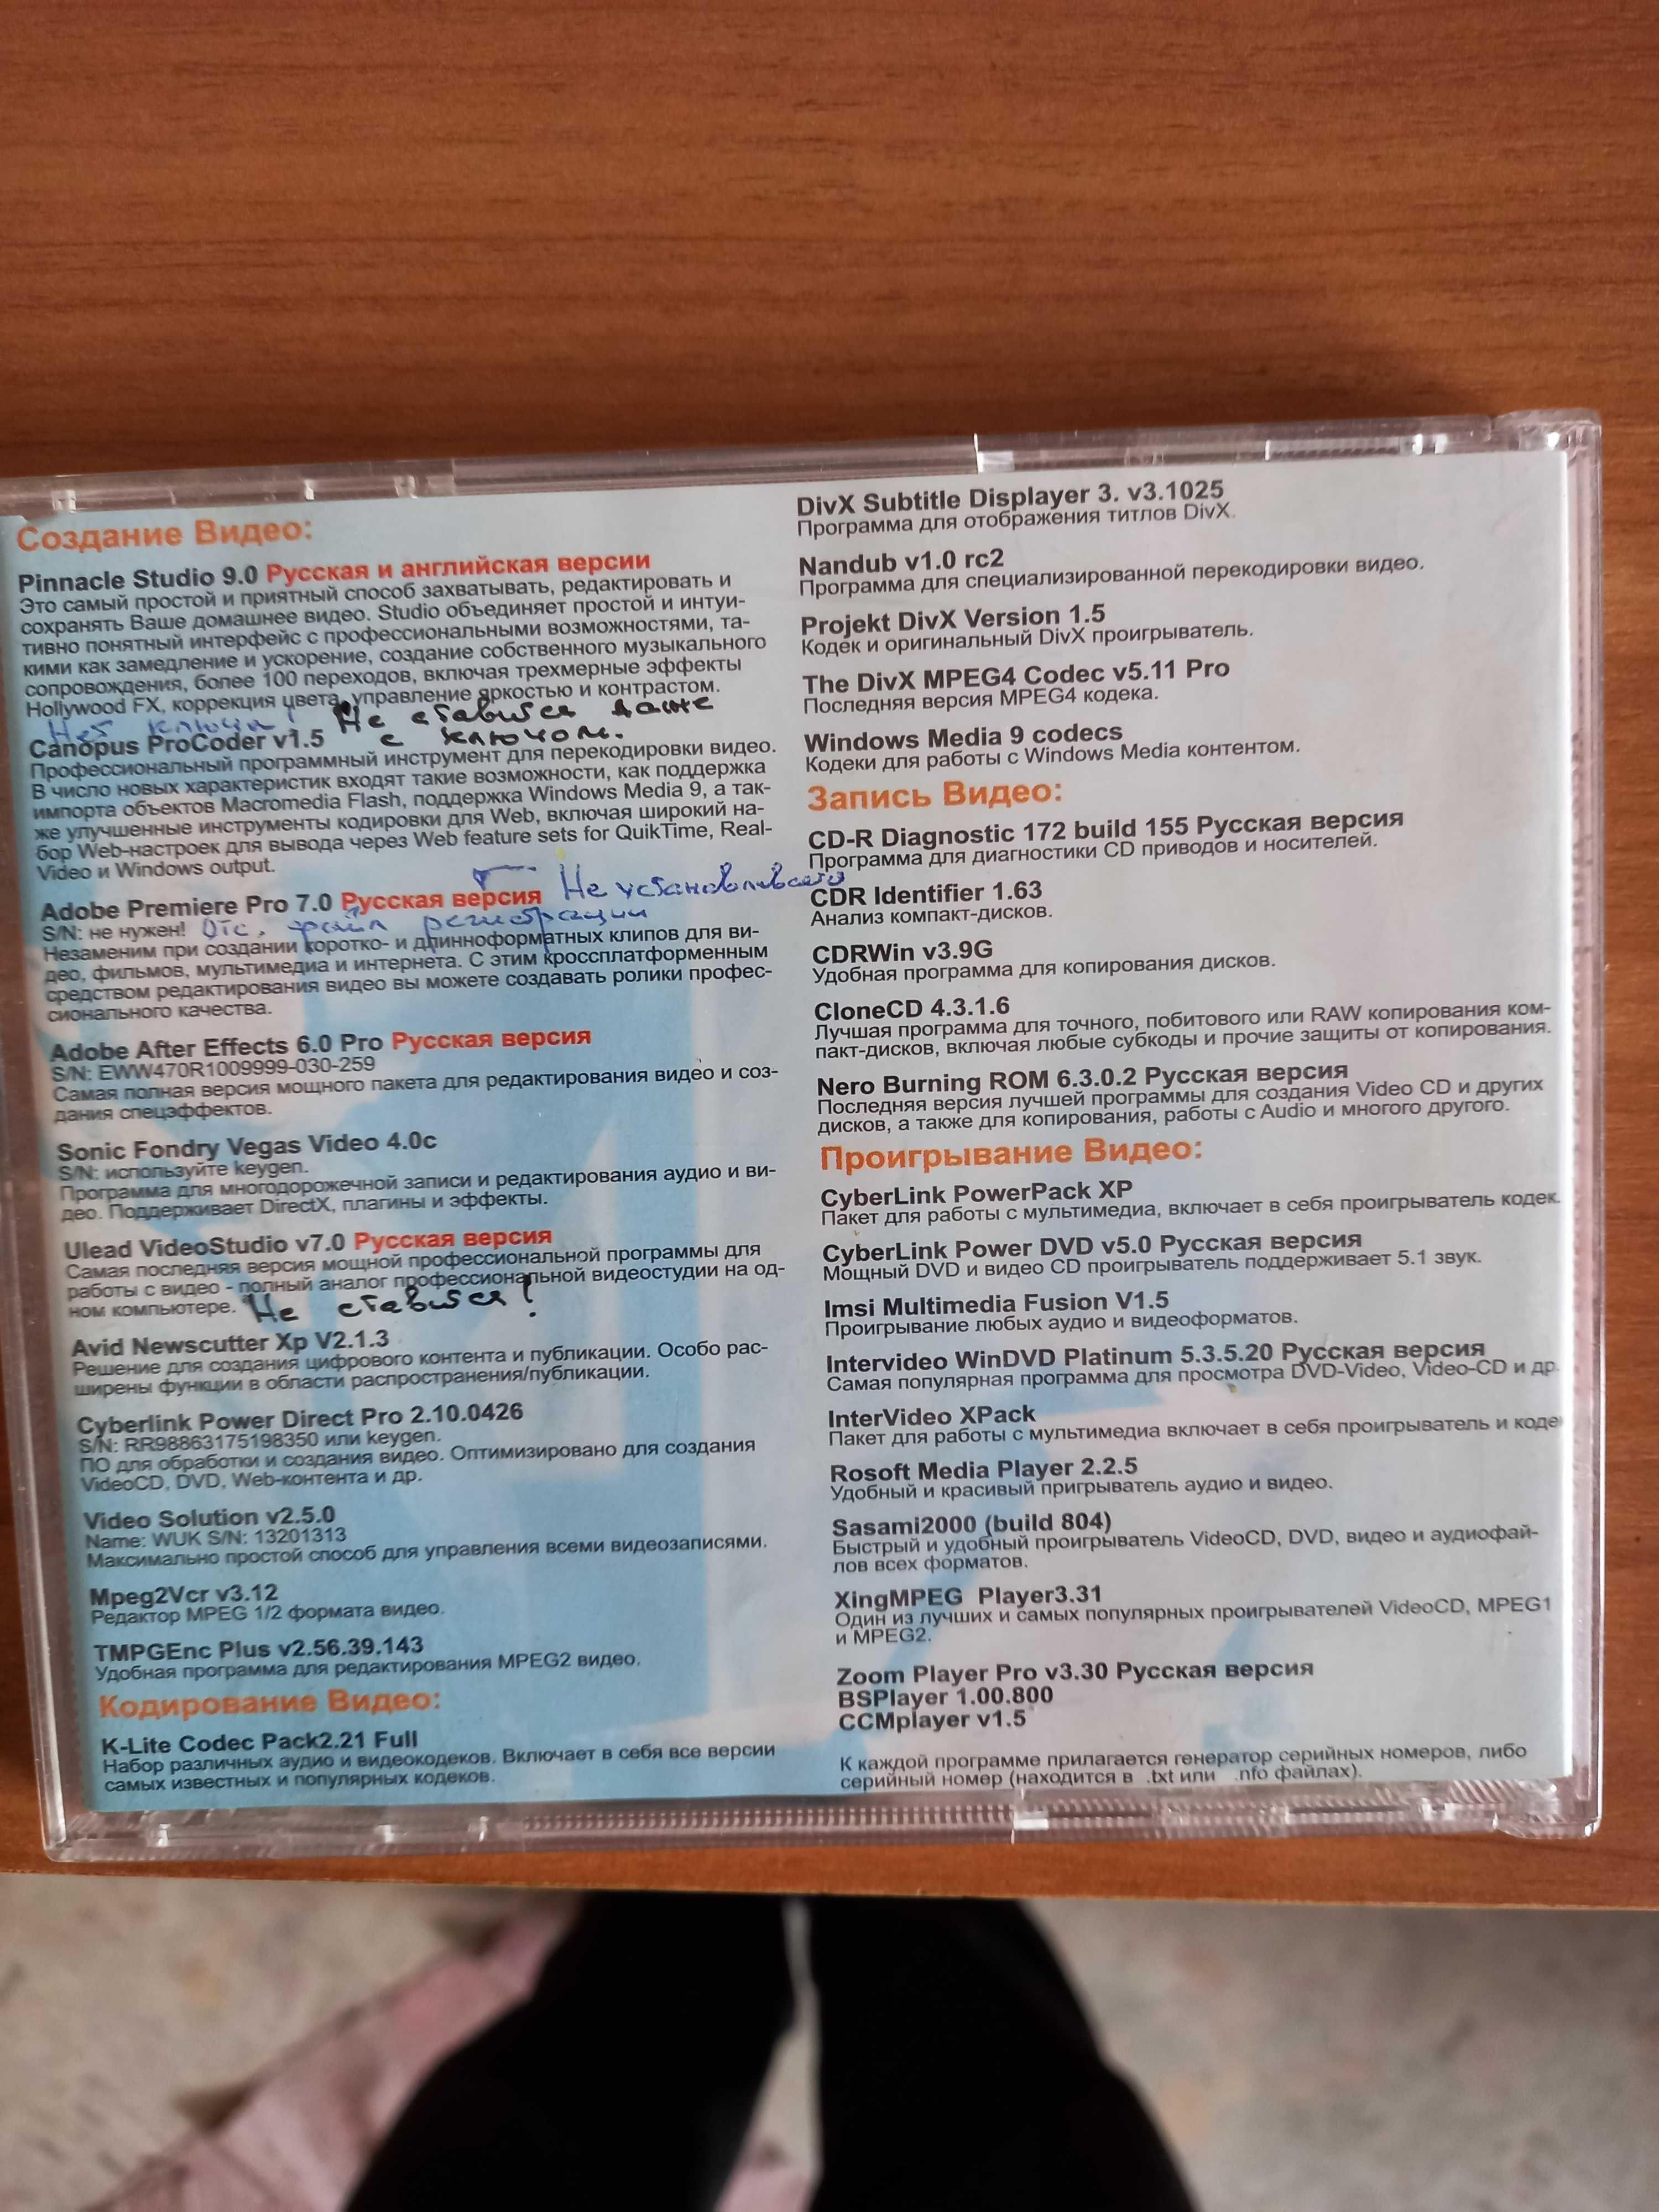 Создание Видео:
Pinnacle Studio 9.0 Русская и английская версии
Это самый простой и приятный способ захватывать, редактировать и
сохранять Ваше домашнее видео. Studio объединяет простой и интуи-
тивно понятный интерфейс с профессиональными возможностями, та-
кими как замедление и ускорение, создание собственного музыкального
сопровождения, более 100 переходов, включая трехмерные эффекты
Hollywood FX, коррекция цвета, управление яркостью и контрастом.
Нет ключа! Не ставится даже
с ключом.
Canopus ProCoder v1.5
Профессиональный программный инструмент для перекодировки видео.
В число новых характеристик входят такие возможности, как поддержка
импорта объектов Macromedia Flash, поддержка Windows Media 9, а так-
же улучшенные инструменты кодировки для Web, включая широкий на-
бор Web-настроек для вывода через Web feature sets for QuikTime, Real-
Video и Windows output.
Adobe Premiere Pro 7.0 Русская версия Не устанавливается
S/N: не нужен! Отс. файл регистрации
Незаменим при создании коротко- и длинноформатных клипов для ви-
део, фильмов, мультимедиа и интернета. С этим кроссплатформенным
средством редактирования видео вы можете создавать ролики профес-
сионального качества.
Adobe After Effects 6.0 Pro Русская версия
S/N: EWW470R1009999-030-259
Самая полная версия мощного пакета для редактирования видео и соз-
дания спецэффектов.
Sonic Fondry Vegas Video 4.0c
S/N: используйте keygen.
Программа для многодорожечной записи и редактирования аудио и ви-
део. Поддерживает DirectX, плагины и эффекты.
Ulead VideoStudio v7.0 Русская версия
Самая последняя версия мощной профессиональной программы для
работы с видео - полный аналог профессиональной видеостудии на од-
ном компьютере. Не ставится!
Avid Newscutter Xp V2.1.3
Решение для создания цифрового контента и публикации. Особо рас-
ширены функции в области распространения/публикации.
Cyberlink Power Direct Pro 2.10.0426
S/N: RR98863175198350 или keygen.
ПО для обработки и создания видео. Оптимизировано для создания
VideoCD, DVD, Web-контента и др.
Video Solution v2.5.0
Name: WUK S/N: 13201313
Максимально простой способ для управления всеми видеозаписями.
Mpeg2Vcr v3.12
Редактор MPEG 1/2 формата видео.
TMPGEnc Plus v2.56.39.143
Удобная программа для редактирования MPEG2 видео.
Кодирование Видео:
K-Lite Codec Pack2.21 Full
Набор различных аудио и видеокодеков. Включает в себя все версии
самых известных и популярных кодеков.
DivX Subtitle Displayer 3. v3.1025
Программа для отображения титлов DivX.
Nandub v1.0 rc2
Программа для специализированной перекодировки видео.
Projekt DivX Version 1.5
Кодек и оригинальный DivX проигрыватель.
The DivX MPEG4 Codec v5.11 Pro
Последняя версия MPEG4 кодека.
Windows Media 9 codecs
Кодеки для работы с Windows Media контентом.
Запись Видео:
CD-R Diagnostic 172 build 155 Русская версия
Программа для диагностики CD приводов и носителей.
CDR Identifier 1.63
Анализ компакт-дисков.
CDRWin v3.9G
Удобная программа для копирования дисков.
CloneCD 4.3.1.6
Лучшая программа для точного, побитового или RAW копирования ком-
пакт-дисков, включая любые субкоды и прочие защиты от копирования.
Nero Burning ROM 6.3.0.2 Русская версия
Последняя версия лучшей программы для создания Video CD и других
дисков, а также для копирования, работы с Audio и многого другого.
Проигрывание Видео:
CyberLink PowerPack XP
Пакет для работы с мультимедиа, включает в себя проигрыватель кодек.
CyberLink Power DVD v5.0 Русская версия
Мощный DVD и видео CD проигрыватель поддерживает 5.1 звук.
Imsi Multimedia Fusion V1.5
Проигрывание любых аудио и видеоформатов.
Intervideo WinDVD Platinum 5.3.5.20 Русская версия
Самая популярная программа для просмотра DVD-Video, Video-CD и др.
InterVideo XPack
Пакет для работы с мультимедиа включает в себя проигрыватель и коде
Rosoft Media Player 2.2.5
Удобный и красивый пригрыватель аудио и видео.
Sasami2000 (build 804)
Быстрый и удобный проигрыватель VideoCD, DVD, видео и аудиофай-
лов всех форматов.
XingMPEG Player3.31
Один из лучших и самых популярных проигрывателей VideoCD, MPEG1
и MPEG2.
Zoom Player Pro v3.30 Русская версия
BSPlayer 1.00.800
CCMplayer v1.5
К каждой программе прилагается генератор серийных номеров, либо
серийный номер (находится в .txt или .nfo файлах).